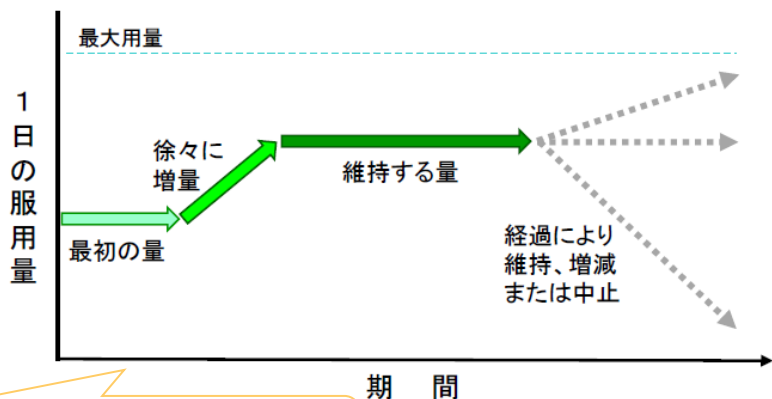 最大用量
1日の服用量
徐々に
増量
維持する量
最初の量
経過により
維持、増減
または中止
期　間